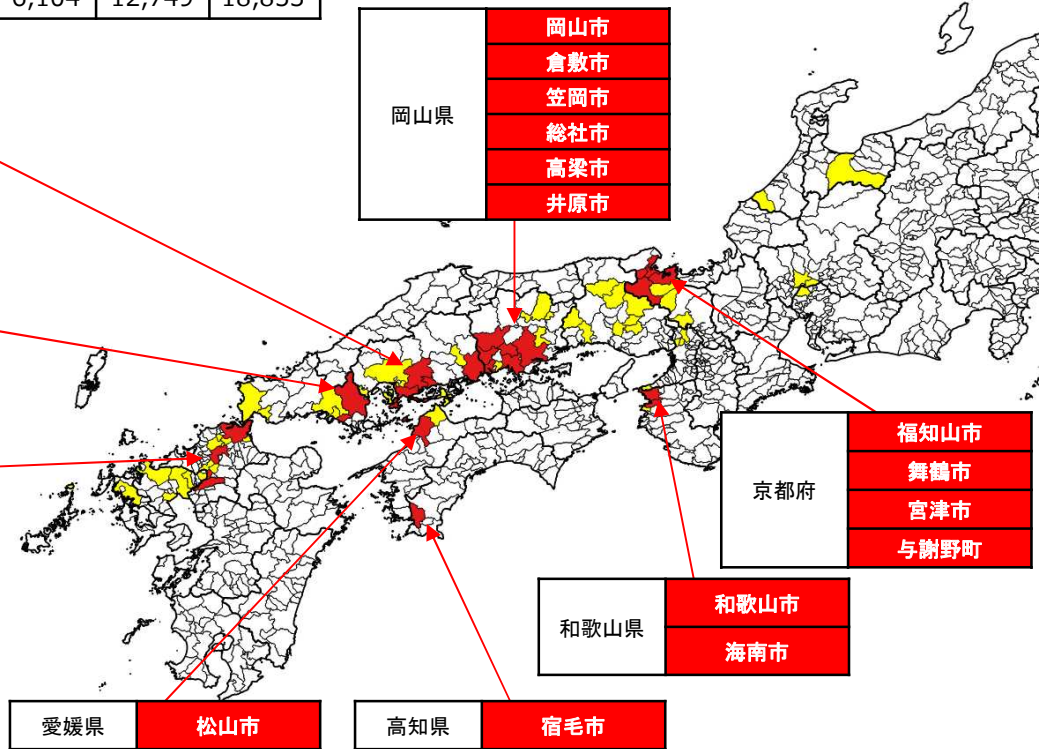 12,749
岡山県
岡山市
倉敷市
笠岡市
総社市
高梁市
井原市
京都府
福知山市
舞鶴市
宮津市
与謝野町
和歌山県
和歌山市
海南市
愛媛県 松山市
高知県 宿毛市